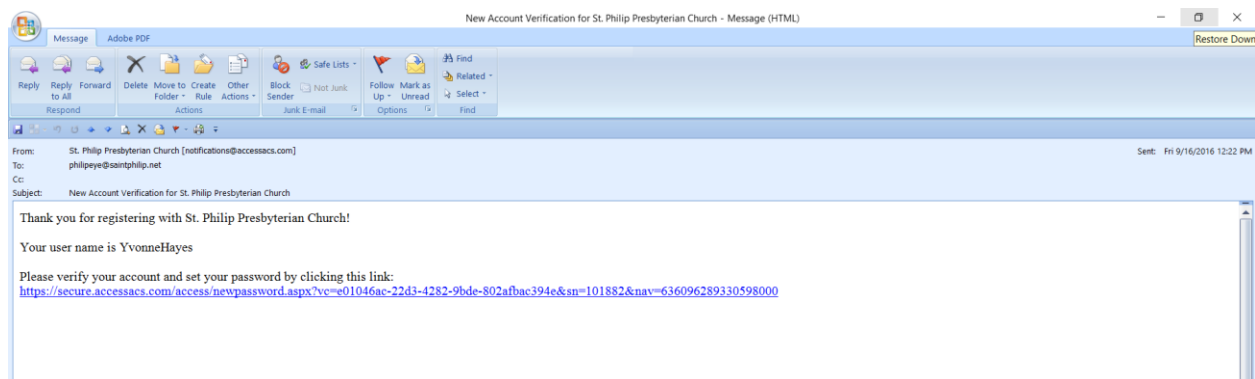 New Account Verification for St. Philip Presbyterian Church - Message (HTML)
Message Adobe PDF
Restore Down
Reply Reply to All Forward Delete Move to Folder Create Rule Other Actions Block Sender Safe Lists Not Junk Follow Up Mark as Unread Find Related Select
Respond Actions Junk E-mail Options Find
From: St. Philip Presbyterian Church [notifications@accessacs.com] Sent: Fri 9/16/2016 12:22 PM
To: philipeye@saintphilip.net
Cc:
Subject: New Account Verification for St. Philip Presbyterian Church
Thank you for registering with St. Philip Presbyterian Church!
Your user name is YvonneHayes
Please verify your account and set your password by clicking this link:
https://secure.accessacs.com/access/newpassword.aspx?vc=e01046ac-22d3-4282-9bde-802afbac394e&sn=101882&nav=636096289330598000